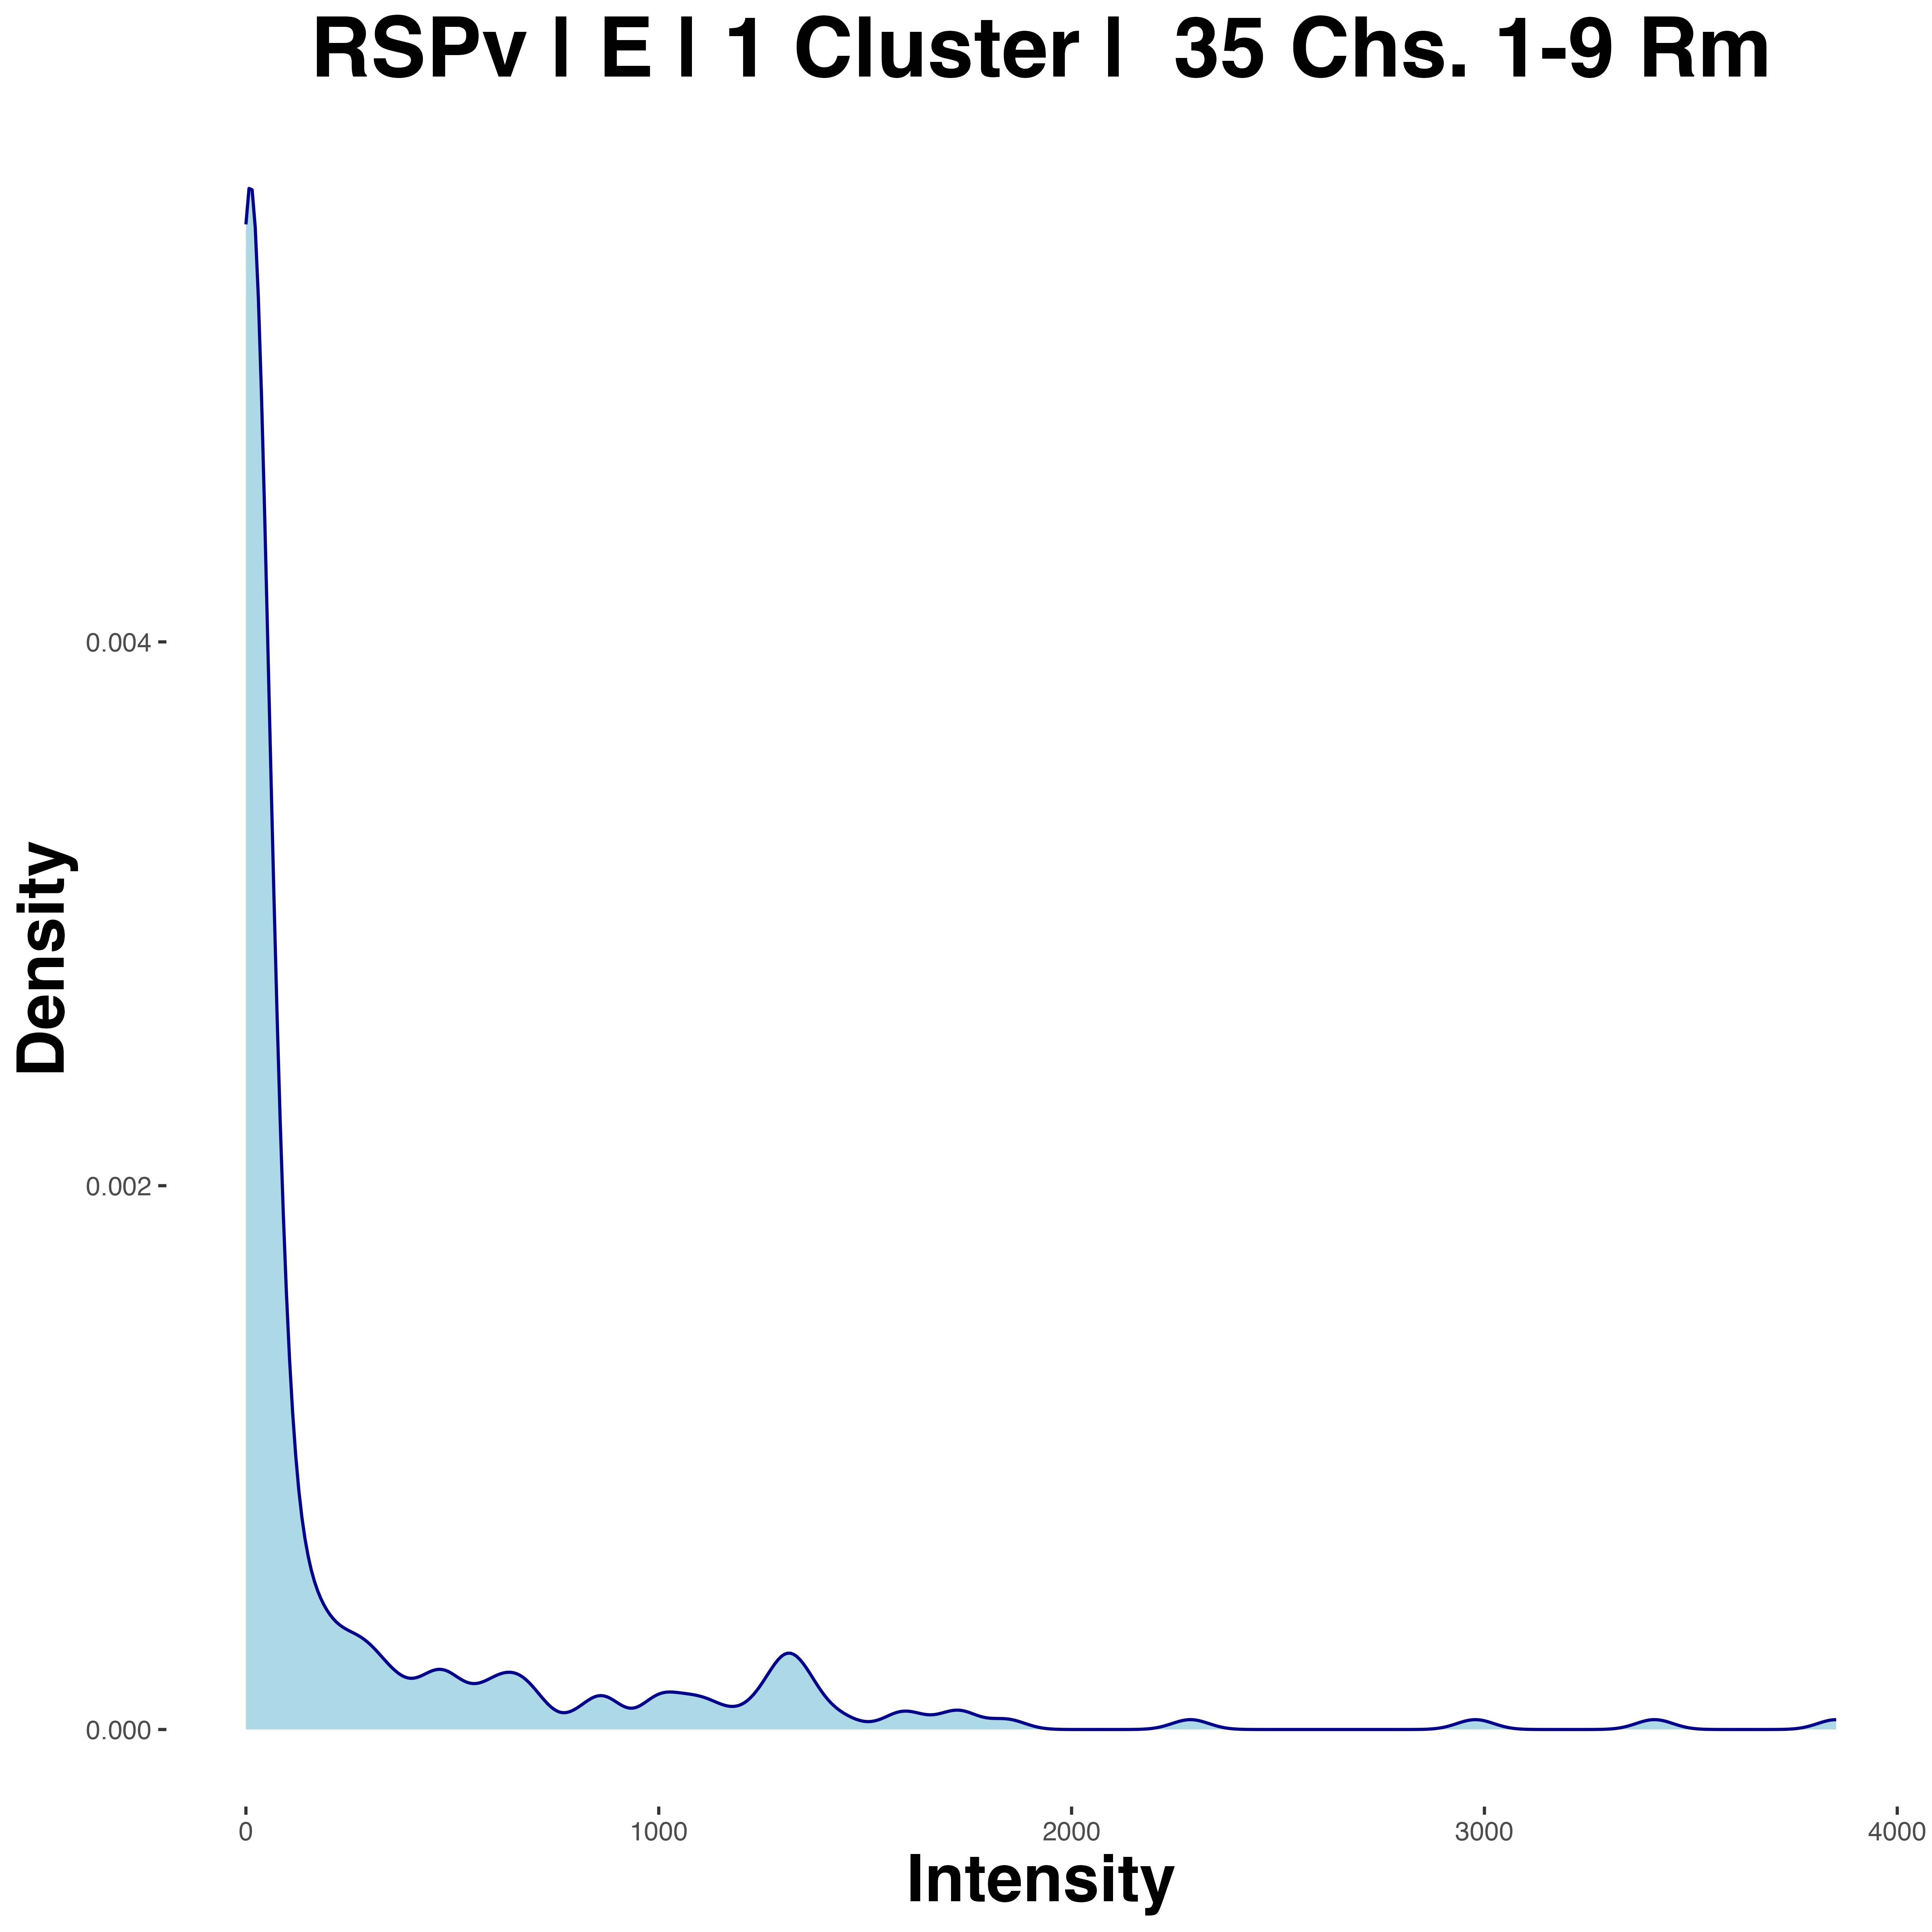 RSPv | E | 1 Cluster |  35 Chs. 1-9 Rm
Density
0.004
0.002
0.000
0 1000 2000 3000 4000
Intensity